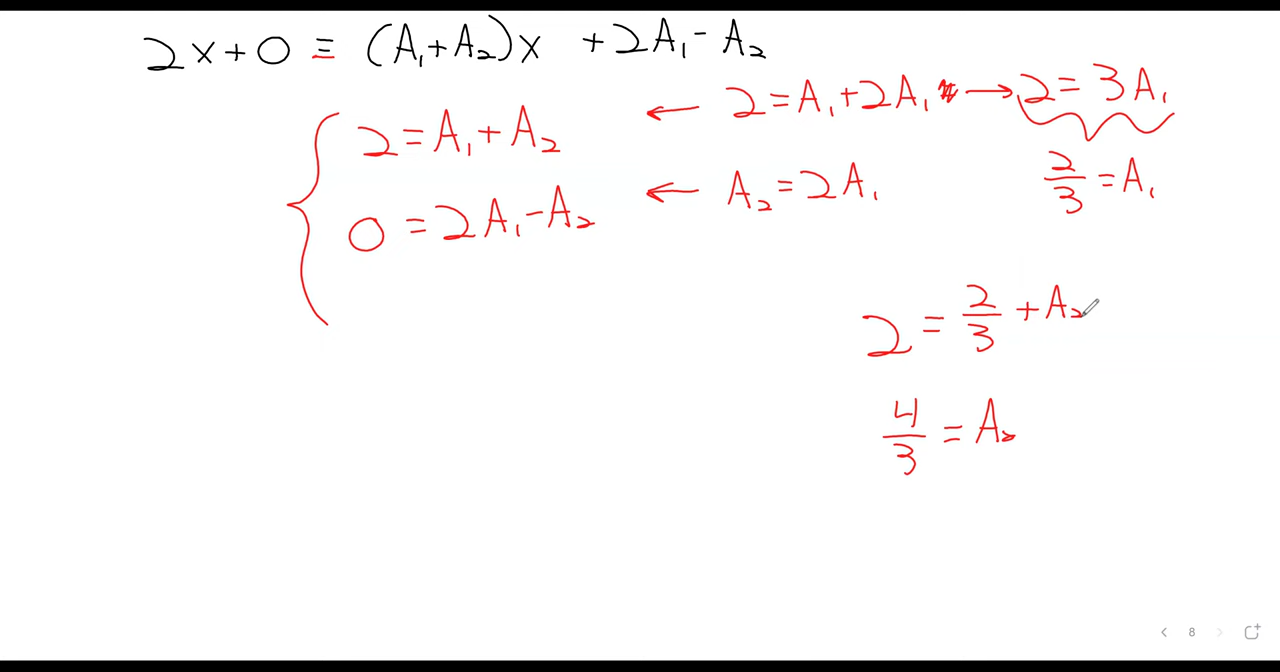 2x + 0 ≡ (A₁+A₂)x + 2A₁ - A₂
2 = A₁ + A₂ ← 2 = A₁ + 2A₁ → 2 = 3A₁
0 = 2A₁ - A₂ ← A₂ = 2A₁
2/3 = A₁
2 = 2/3 + A₂
4/3 = A₂
8